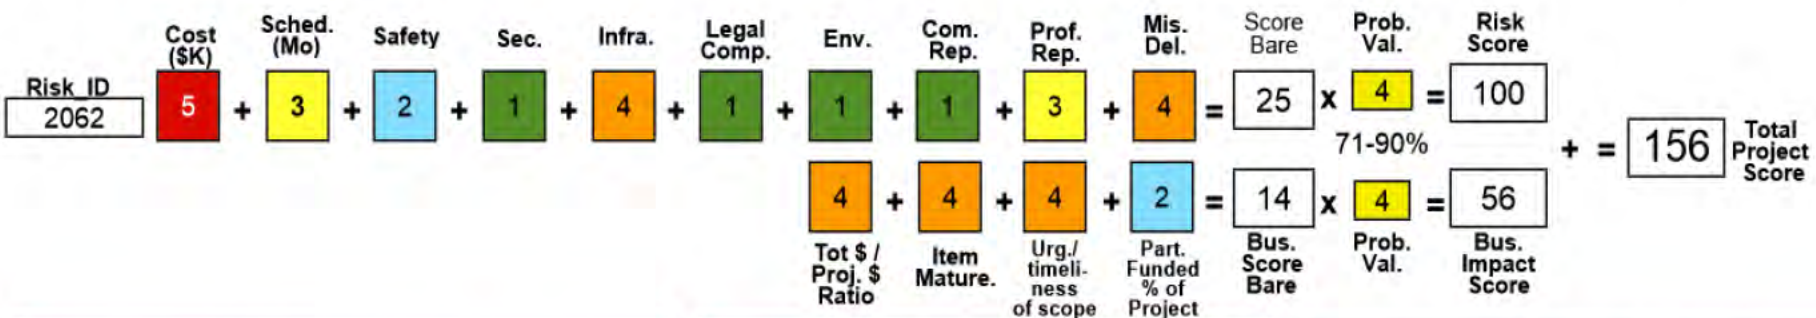 Cost ($K) Sched. (Mo) Safety Sec. Infra. Legal Comp. Env. Com. Rep. Prof. Rep. Mis. Del. Score Bare Prob. Val. Risk Score
Risk_ID
2062 5 + 3 + 2 + 1 + 4 + 1 + 1 + 1 + 3 + 4 = 25 x 4 = 100
71-90%
+ = 156 Total Project Score
4 + 4 + 4 + 2 = 14 x 4 = 56
Tot $ / Proj. $ Ratio Item Mature. Urg./ timeli- ness of scope Part. Funded % of Project Bus. Score Bare Prob. Val. Bus. Impact Score